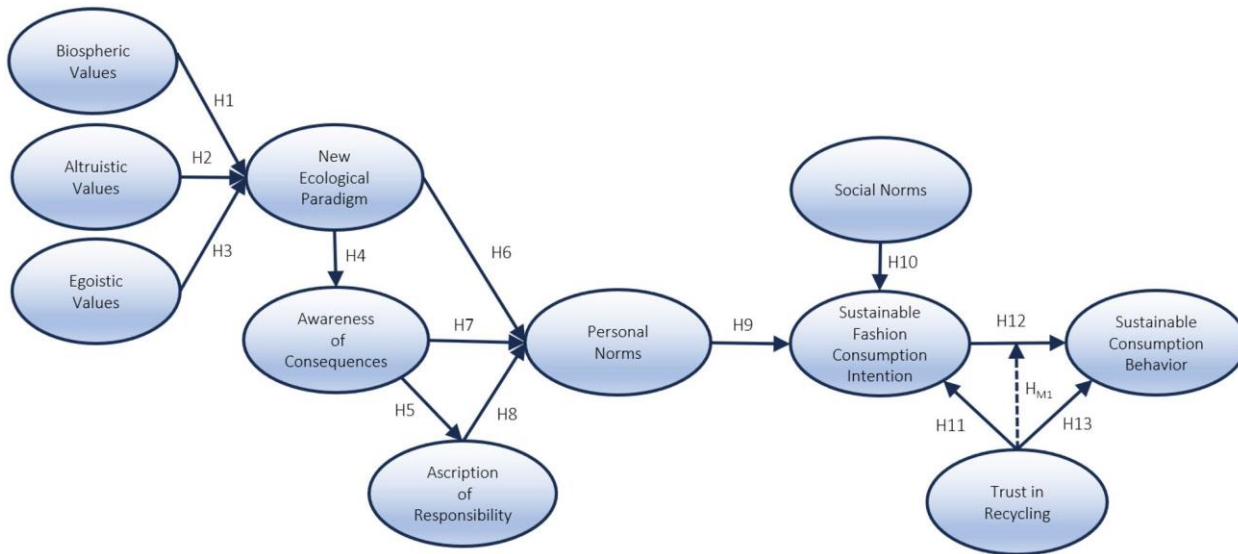 Biospheric
Values
H1
Altruistic
Values
H2
Egoistic
Values
H3
New
Ecological
Paradigm
H4
H6
Awareness
of
Consequences
H7
H5
H8
Ascription
of
Responsibility
Personal
Norms
H9
Social Norms
H10
Sustainable
Fashion
Consumption
Intention
H12
Sustainable
Consumption
Behavior
HM1
H11
H13
Trust in
Recycling